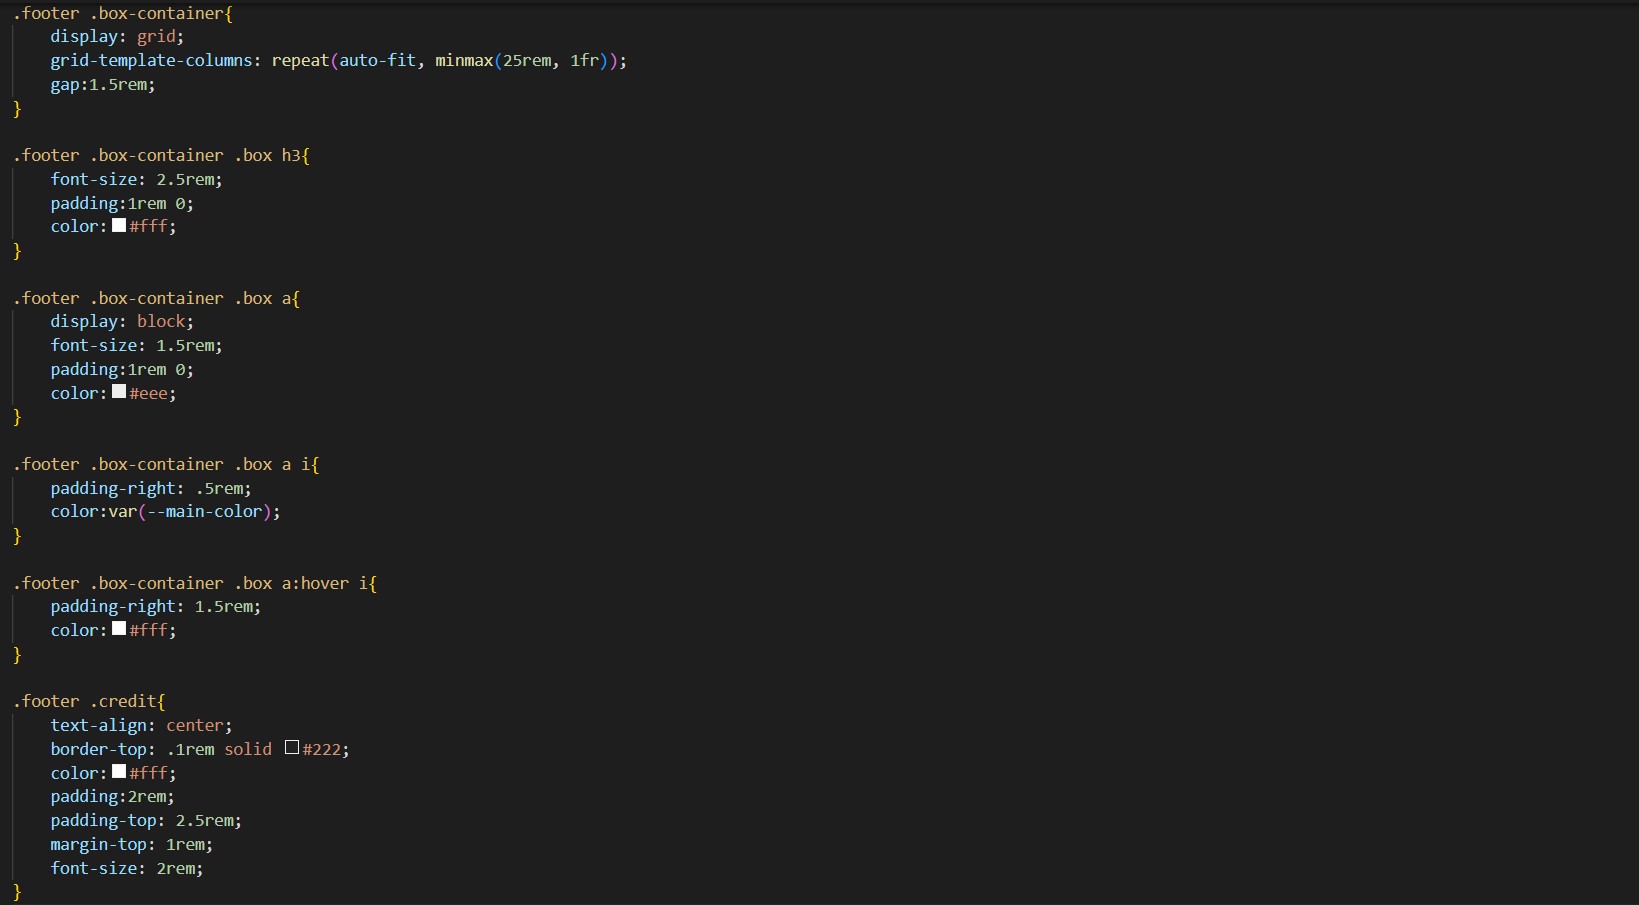 .footer .box-container{
    display: grid;
    grid-template-columns: repeat(auto-fit, minmax(25rem, 1fr));
    gap:1.5rem;
}

.footer .box-container .box h3{
    font-size: 2.5rem;
    padding:1rem 0;
    color:#fff;
}

.footer .box-container .box a{
    display: block;
    font-size: 1.5rem;
    padding:1rem 0;
    color:#eee;
}

.footer .box-container .box a i{
    padding-right: .5rem;
    color:var(--main-color);
}

.footer .box-container .box a:hover i{
    padding-right: 1.5rem;
    color:#fff;
}

.footer .credit{
    text-align: center;
    border-top: .1rem solid #222;
    color:#fff;
    padding:2rem;
    padding-top: 2.5rem;
    margin-top: 1rem;
    font-size: 2rem;
}